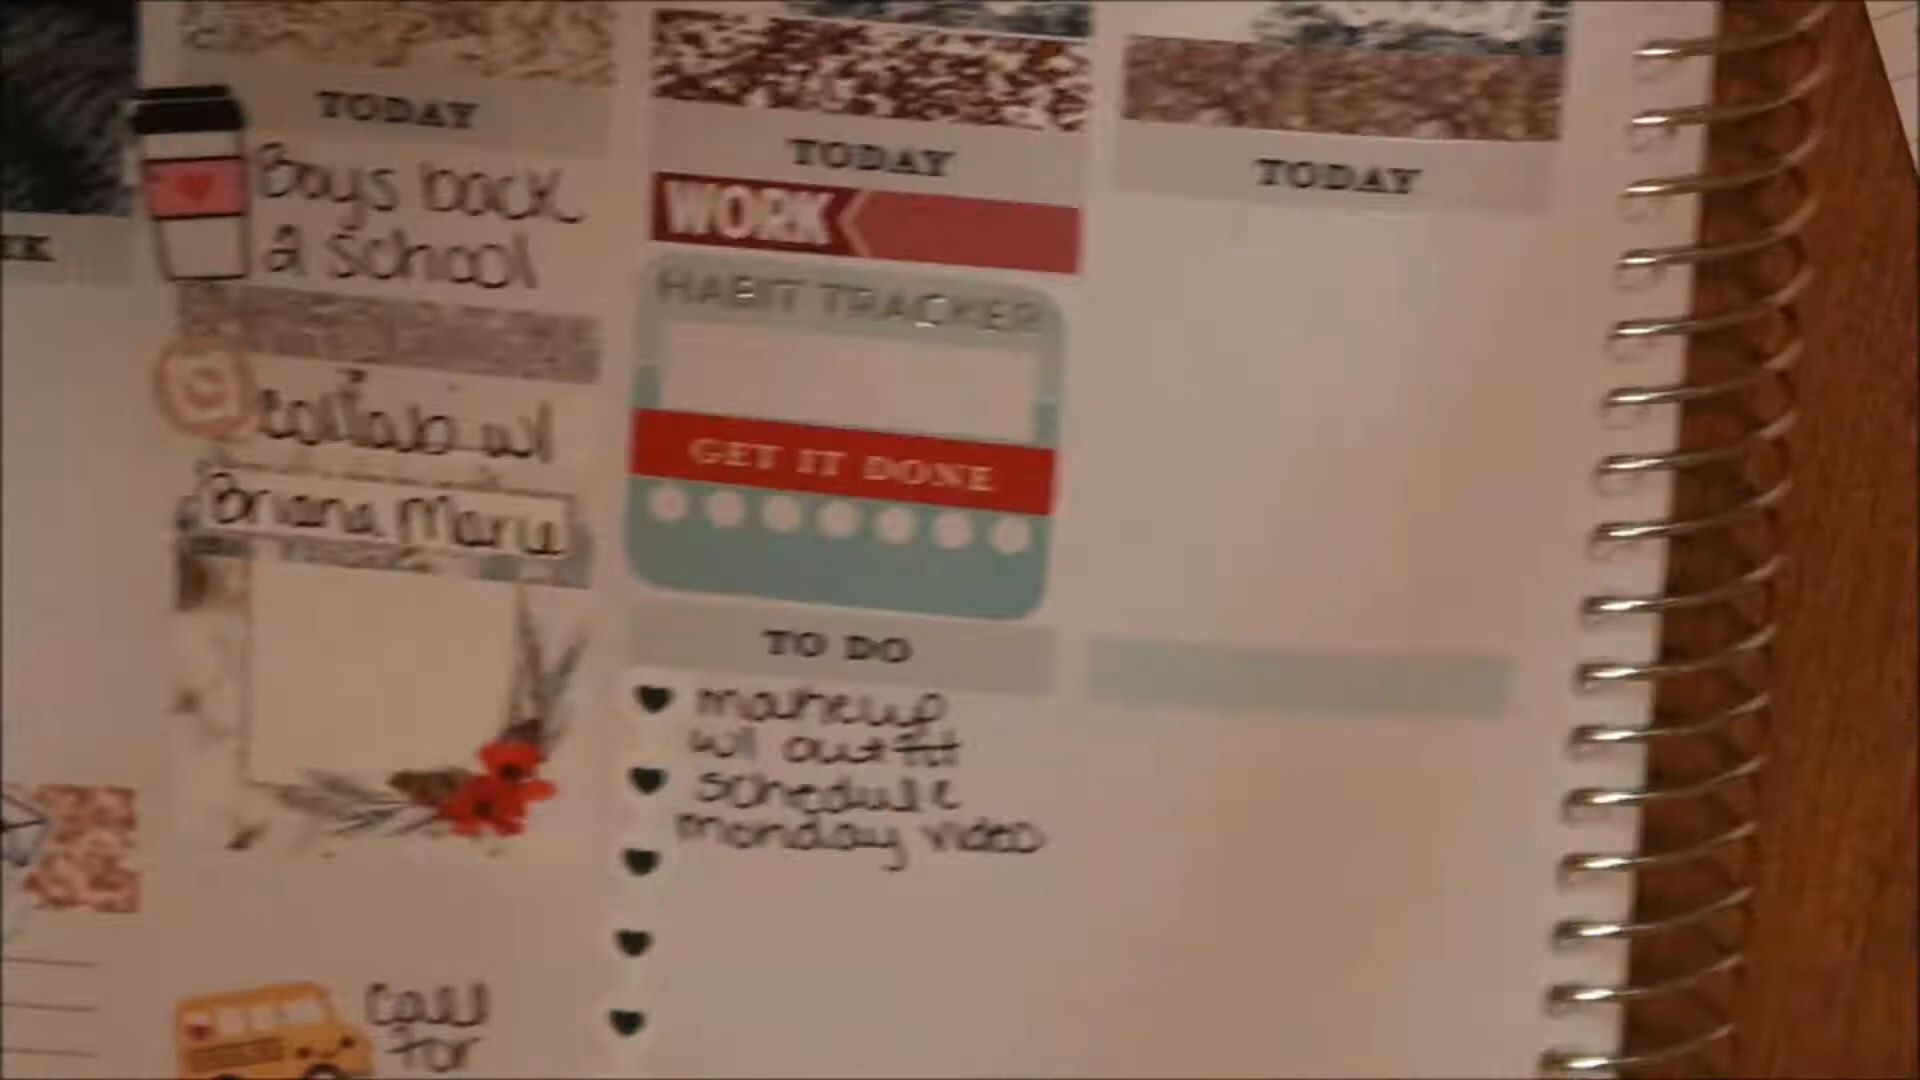 TODAY
Boys back
2 school
collab w/
Briana Marie
call
for
TODAY
WORK
HABIT TRACKER
GET IT DONE
TO DO
makeup
w/ outfit
schedule
monday video
TODAY